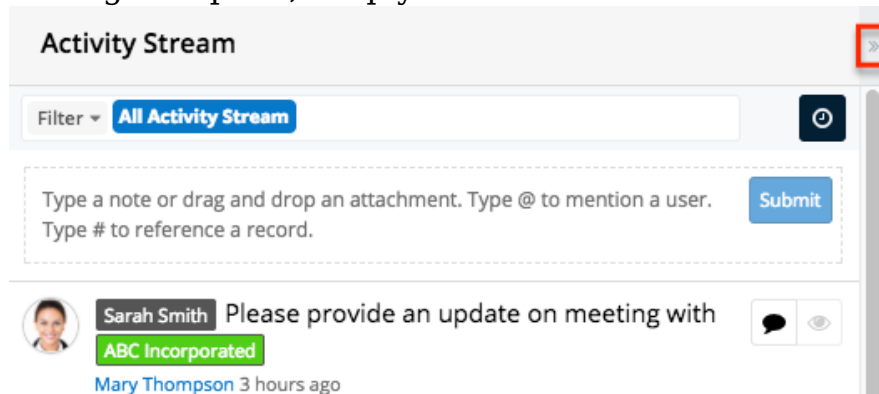 Activity Stream
»
Filter All Activity Stream
Type a note or drag and drop an attachment. Type @ to mention a user. Submit
Type # to reference a record.
Sarah Smith Please provide an update on meeting with
ABC Incorporated
Mary Thompson 3 hours ago